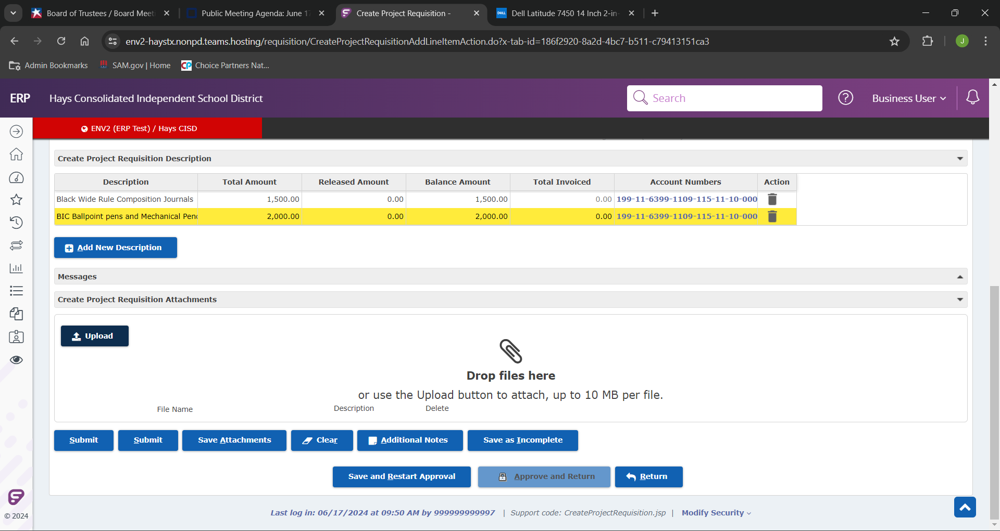 Board of Trustees / Board Meeti
Public Meeting Agenda: June 17
Create Project Requisition -
DELL
Dell Latitude 7450 14 Inch 2-in-
env2-haystx.nonpd.teams.hosting/requisition/CreateProjectRequisitionAddLineItemAction.do?x-tab-id=186f2920-8a2d-4bc7-b511-c79413151ca3
J
Admin Bookmarks
SAM.gov | Home
CP
Choice Partners Nat...
ERP
Hays Consolidated Independent School District
Search
?
Business User
ENV2 (ERP Test) / Hays CISD
Create Project Requisition Description
Description Total Amount Released Amount Balance Amount Total Invoiced Account Numbers Action
Black Wide Rule Composition Journals 1,500.00 0.00 1,500.00 0.00 199-11-6399-1109-115-11-10-000
BIC Ballpoint pens and Mechanical Penc 2,000.00 0.00 2,000.00 0.00 199-11-6399-1109-115-11-10-000
Add New Description
Messages
Create Project Requisition Attachments
Upload
Drop files here
or use the Upload button to attach, up to 10 MB per file.
File Name Description Delete
Submit Submit Save Attachments Clear Additional Notes Save as Incomplete
Save and Restart Approval Approve and Return Return
© 2024
Last log in: 06/17/2024 at 09:50 AM by 999999999997 | Support code: CreateProjectRequisition.jsp | Modify Security